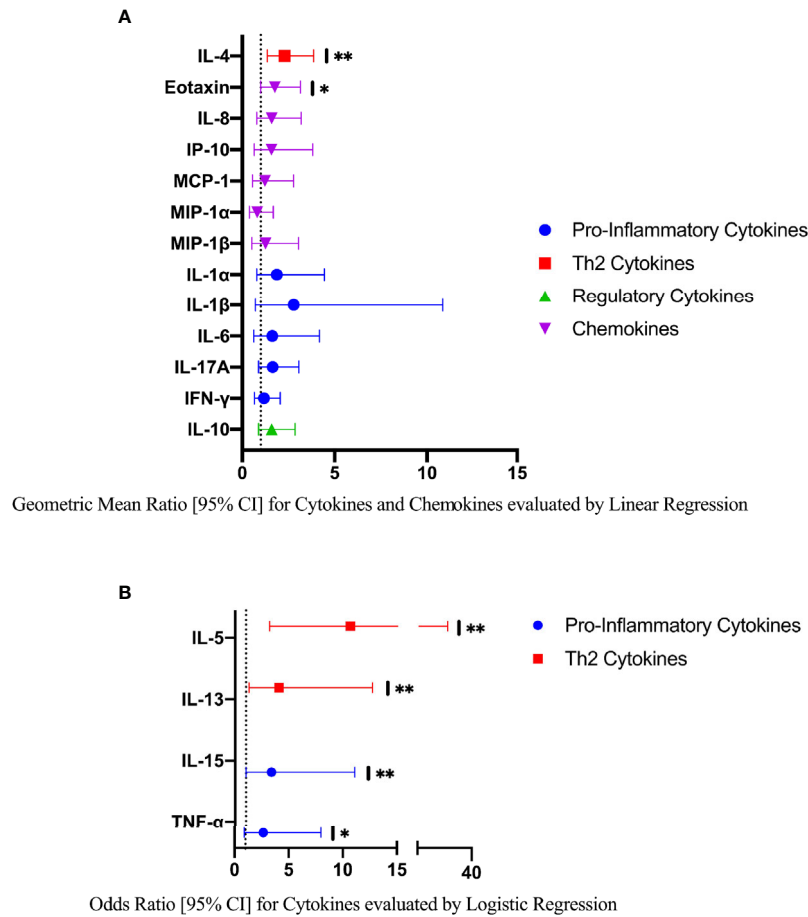 A
IL-4
**
Eotaxin
*
IL-8
IP-10
MCP-1
MIP-1α
MIP-1β
IL-1α
IL-1β
IL-6
IL-17A
IFN-γ
IL-10
0 5 10 15
Pro-Inflammatory Cytokines
Th2 Cytokines
Regulatory Cytokines
Chemokines
Geometric Mean Ratio [95% CI] for Cytokines and Chemokines evaluated by Linear Regression
B
IL-5
**
IL-13
**
IL-15
**
TNF-α
*
0 5 10 15 40
Pro-Inflammatory Cytokines
Th2 Cytokines
Odds Ratio [95% CI] for Cytokines evaluated by Logistic Regression